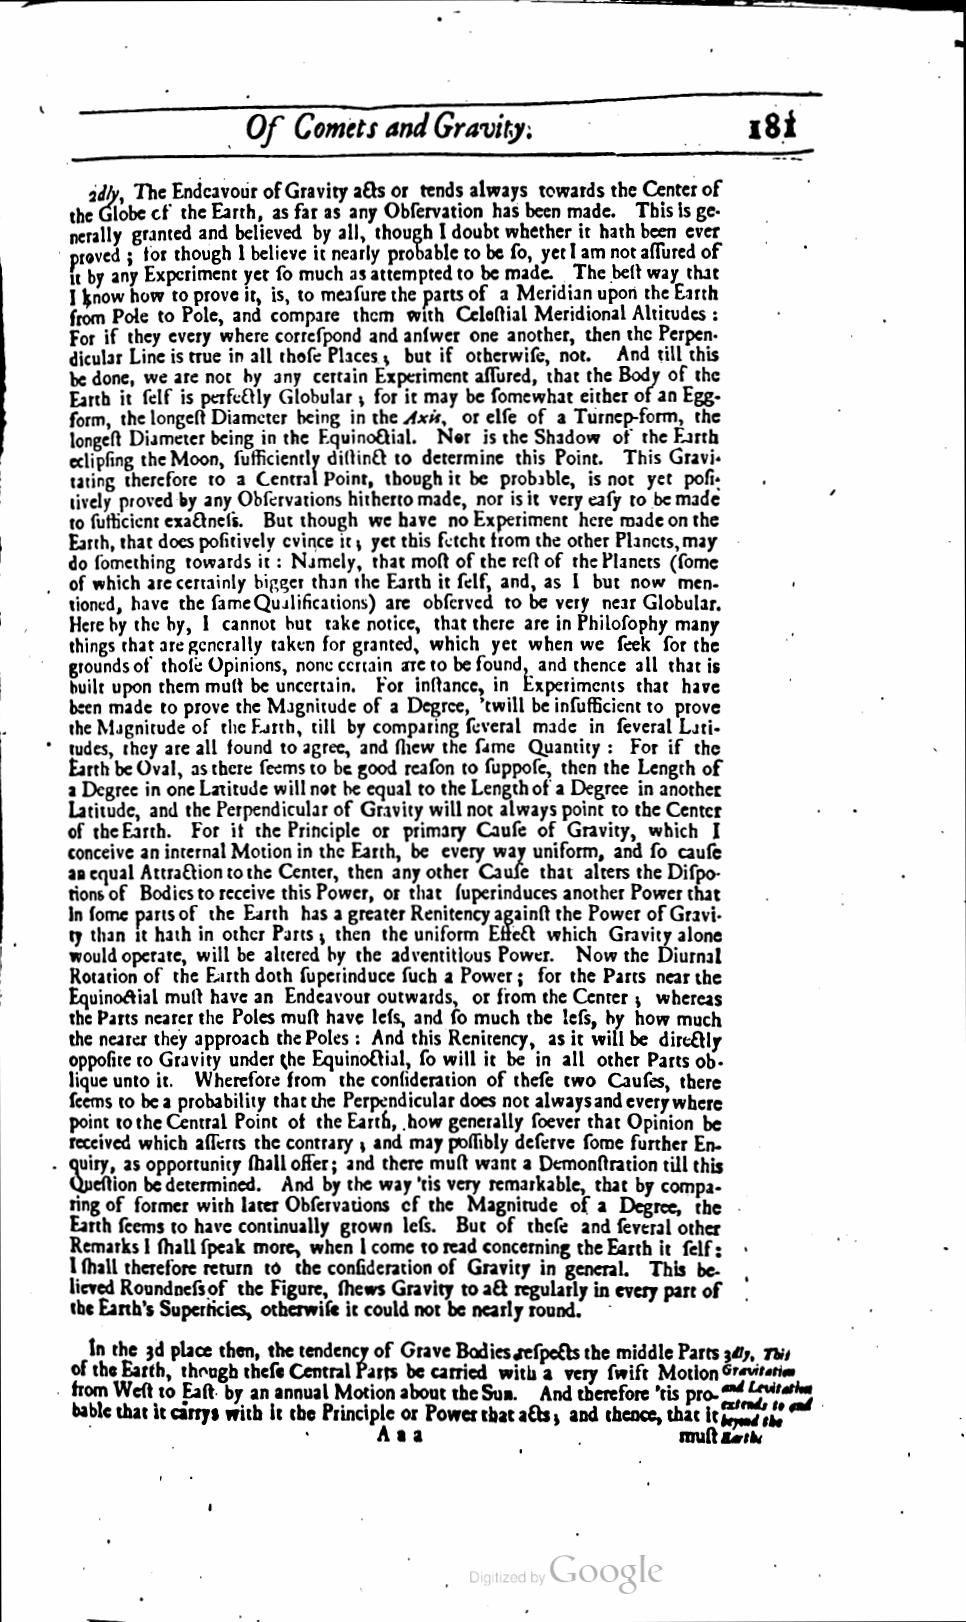 Of Comets and Gravity. 181
2dly, The Endeavour of Gravity acts or tends always towards the Center of
the Globe of the Earth, as far as any Obſervation has been made. This is ge-
nerally granted and believed by all, though I doubt whether it hath been ever
proved; for though I believe it nearly probable to be ſo, yet I am not aſſured of
it by any Experiment yet ſo much as attempted to be made. The beſt way that
I know how to prove it, is, to meaſure the parts of a Meridian upon the Earth
from Pole to Pole, and compare them with Celeſtial Meridional Altitudes :
For if they every where correſpond and anſwer one another, then the Perpen-
dicular Line is true in all thoſe Places; but if otherwiſe, not. And till this
be done, we are not by any certain Experiment aſſured, that the Body of the
Earth it ſelf is perfectly Globular; for it may be ſomewhat either of an Egg-
form, the longeſt Diameter being in the Axis, or elſe of a Turnep-form, the
longeſt Diameter being in the Equinoctial. Nor is the Shadow of the Earth
eclipſing the Moon, ſufficiently diſtinct to determine this Point. This Gravi-
tating therefore to a Central Point, though it be probable, is not yet poſi-
tively proved by any Obſervations hitherto made, nor is it very eaſy to be made
to ſufficient exactneſs. But though we have no Experiment here made on the
Earth, that does poſitively evince it; yet this fetcht from the other Planets, may
do ſomething towards it : Namely, that moſt of the reſt of the Planets (ſome
of which are certainly bigger than the Earth it ſelf, and, as I but now men-
tioned, have the ſame Qualifications) are obſerved to be very near Globular.
Here by the by, I cannot but take notice, that there are in Philoſophy many
things that are generally taken for granted, which yet when we ſeek for the
grounds of thoſe Opinions, none certain are to be found, and thence all that is
built upon them muſt be uncertain. For inſtance, in Experiments that have
been made to prove the Magnitude of a Degree, 'twill be inſufficient to prove
the Magnitude of the Earth, till by comparing ſeveral made in ſeveral Lati-
tudes, they are all found to agree, and ſhew the ſame Quantity : For if the
Earth be Oval, as there ſeems to be good reaſon to ſuppoſe, then the Length of
a Degree in one Latitude will not be equal to the Length of a Degree in another
Latitude, and the Perpendicular of Gravity will not always point to the Center
of the Earth. For if the Principle or primary Cauſe of Gravity, which I
conceive an internal Motion in the Earth, be every way uniform, and ſo cauſe
an equal Attraction to the Center, then any other Cauſe that alters the Diſpo-
tions of Bodies to receive this Power, or that ſuperinduces another Power that
In ſome parts of the Earth has a greater Renitency againſt the Power of Gravi-
ty than it hath in other Parts; then the uniform Effect which Gravity alone
would operate, will be altered by the adventitious Power. Now the Diurnal
Rotation of the Earth doth ſuperinduce ſuch a Power; for the Parts near the
Equinoctial muſt have an Endeavour outwards, or from the Center; whereas
the Parts nearer the Poles muſt have leſs, and ſo much the leſs, by how much
the nearer they approach the Poles : And this Renitency, as it will be directly
oppoſite to Gravity under the Equinoctial, ſo will it be in all other Parts ob-
lique unto it. Wherefore from the conſideration of theſe two Cauſes, there
ſeems to be a probability that the Perpendicular does not always and every where
point to the Central Point of the Earth, how generally ſoever that Opinion be
received which aſſerts the contrary; and may poſſibly deſerve ſome further En-
quiry, as opportunity ſhall offer; and there muſt want a Demonſtration till this
Queſtion be determined. And by the way 'tis very remarkable, that by compa-
ring of former with later Obſervations of the Magnitude of a Degree, the
Earth ſeems to have continually grown leſs. But of theſe and ſeveral other
Remarks I ſhall ſpeak more, when I come to read concerning the Earth it ſelf:
I ſhall therefore return to the conſideration of Gravity in general. This be-
lieved Roundneſs of the Figure, ſhews Gravity to act regularly in every part of
the Earth's Superficies, otherwiſe it could not be nearly round.
In the 3d place then, the tendency of Grave Bodies reſpects the middle Parts
of the Earth, though theſe Central Parts be carried with a very ſwift Motion
from Weſt to Eaſt by an annual Motion about the Sun. And therefore 'tis pro-
bable that it carrys with it the Principle or Power that acts; and thence, that it
3dly, This
Gravitation
and Levitation
extends to and
beyond the
Earth.
A a a muſt
Digitized by Google